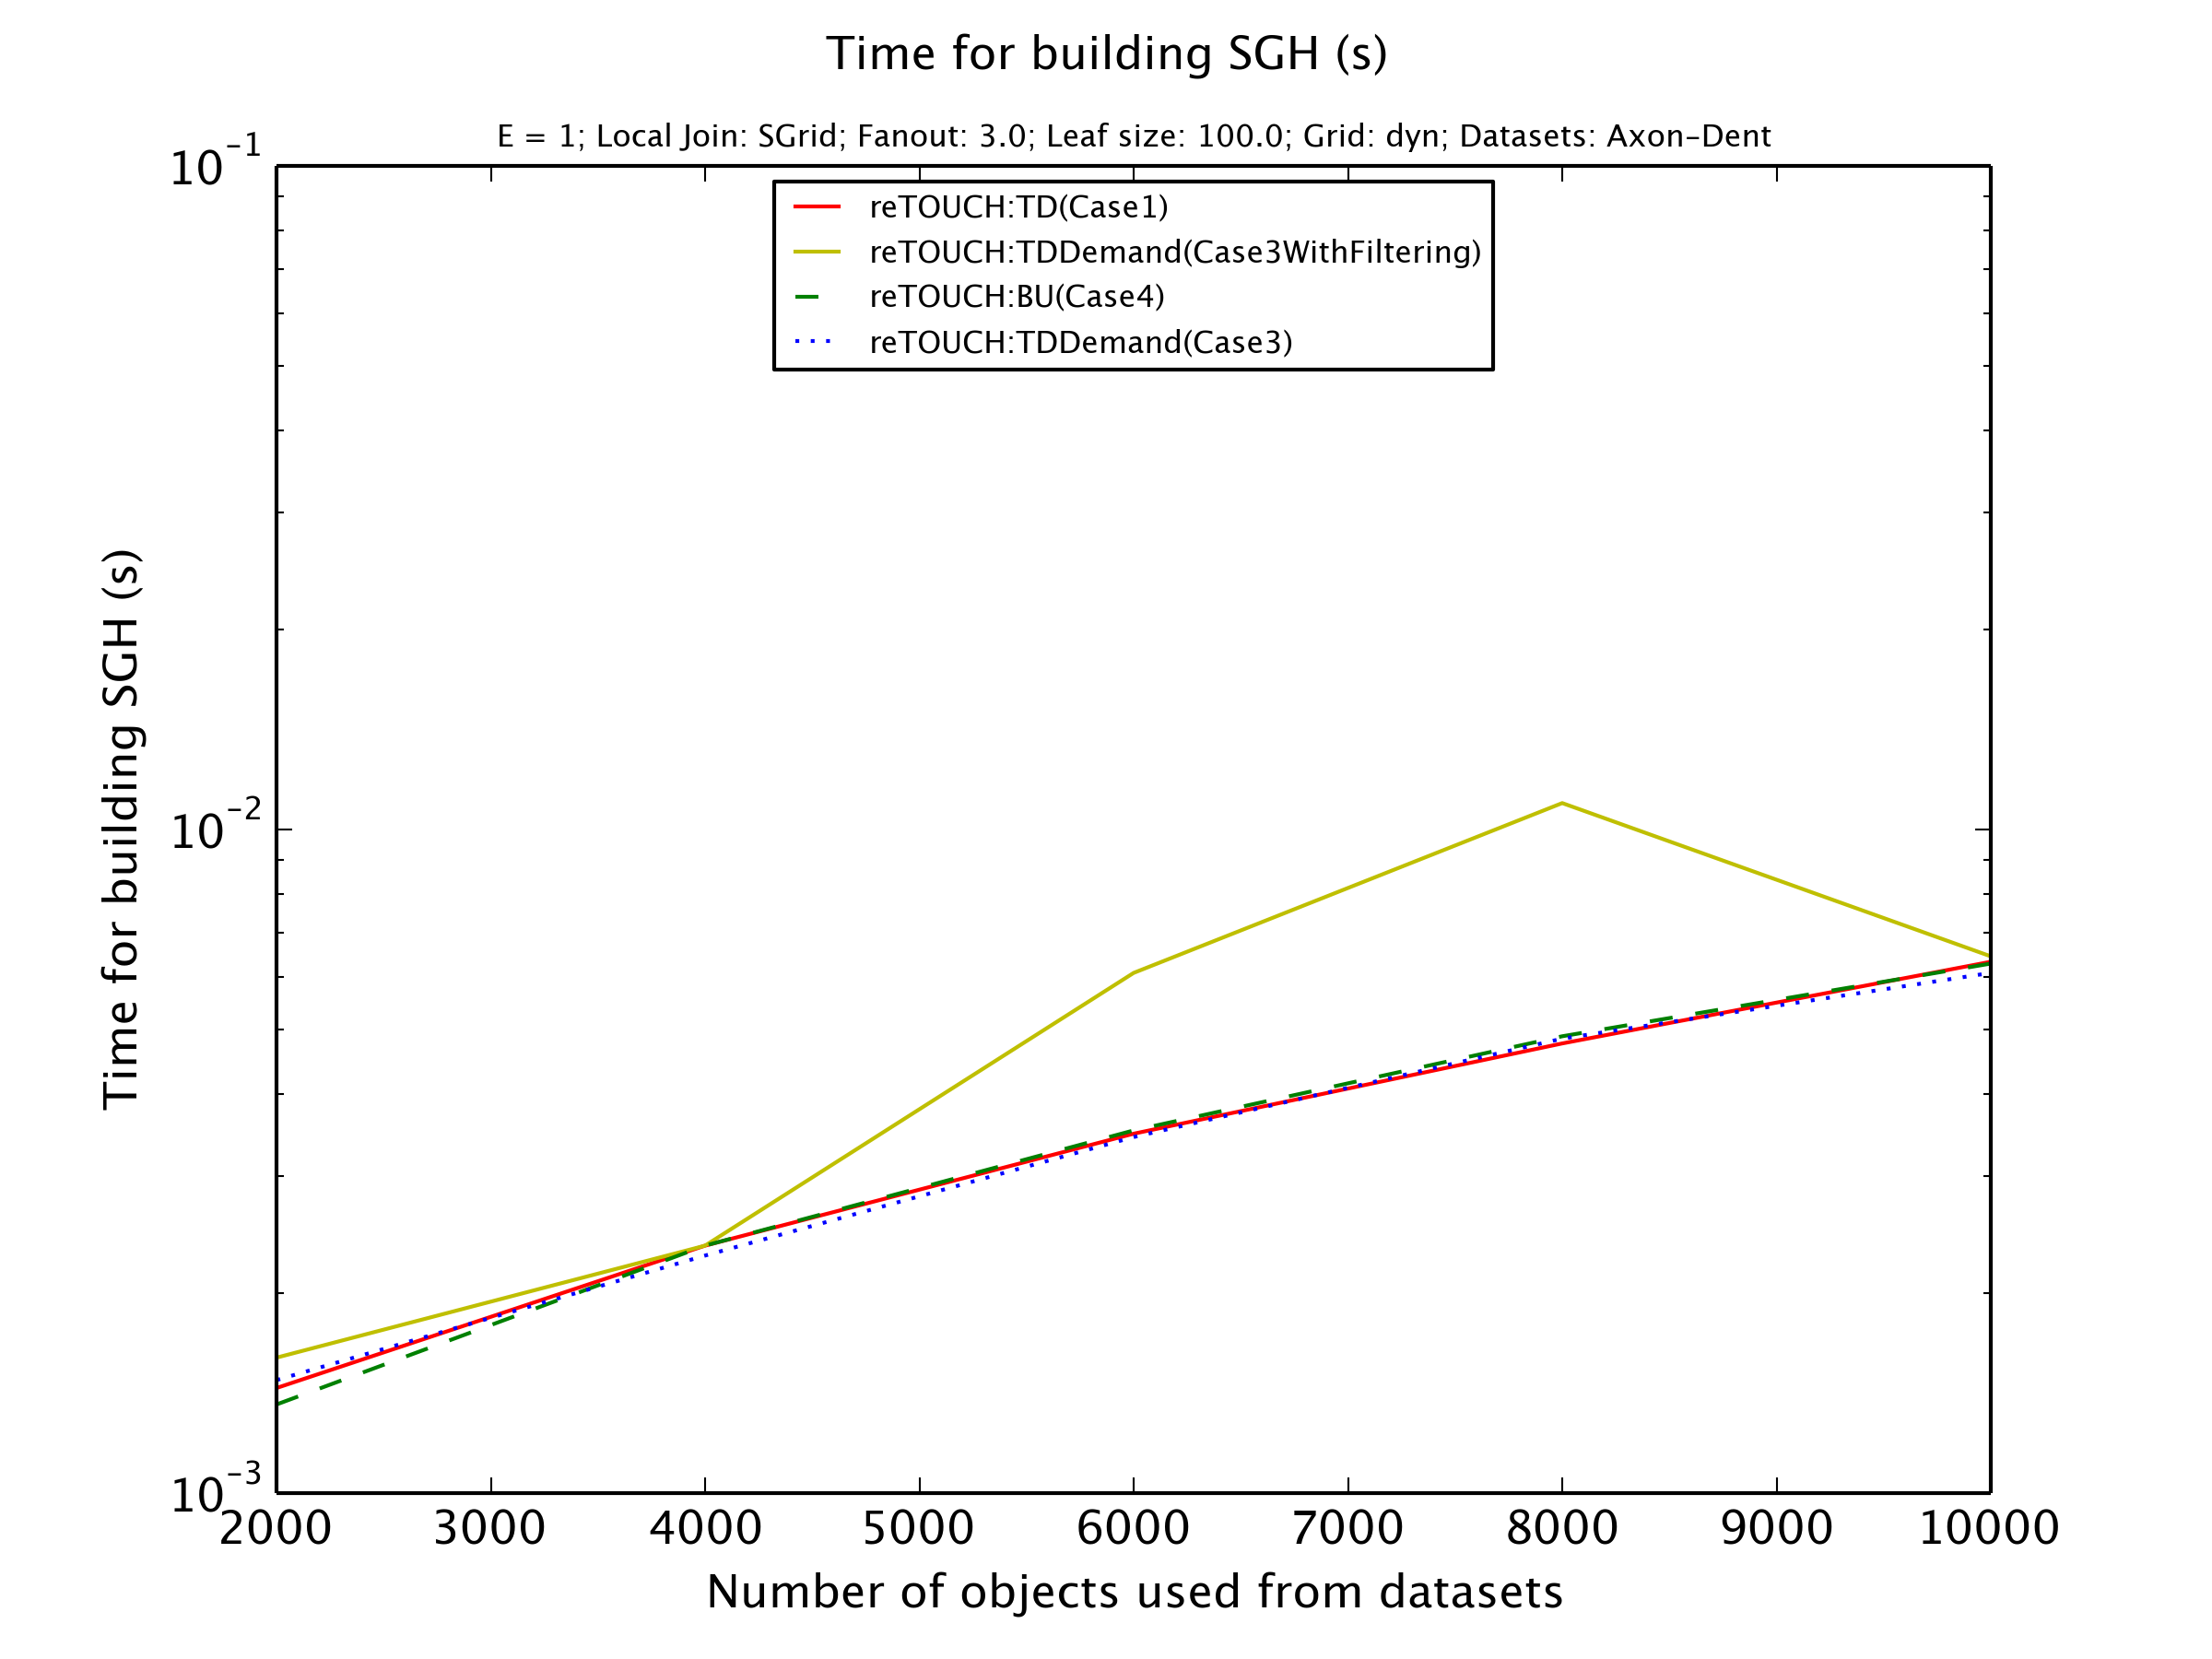 Time for building SGH (s)
E = 1; Local Join: SGrid; Fanout: 3.0; Leaf size: 100.0; Grid: dyn; Datasets: Axon–Dent
reTOUCH:TD(Case1)
reTOUCH:TDDemand(Case3WithFiltering)
reTOUCH:BU(Case4)
reTOUCH:TDDemand(Case3)
Time for building SGH (s)
10⁻¹
10⁻²
10⁻³
2000 3000 4000 5000 6000 7000 8000 9000 10000
Number of objects used from datasets